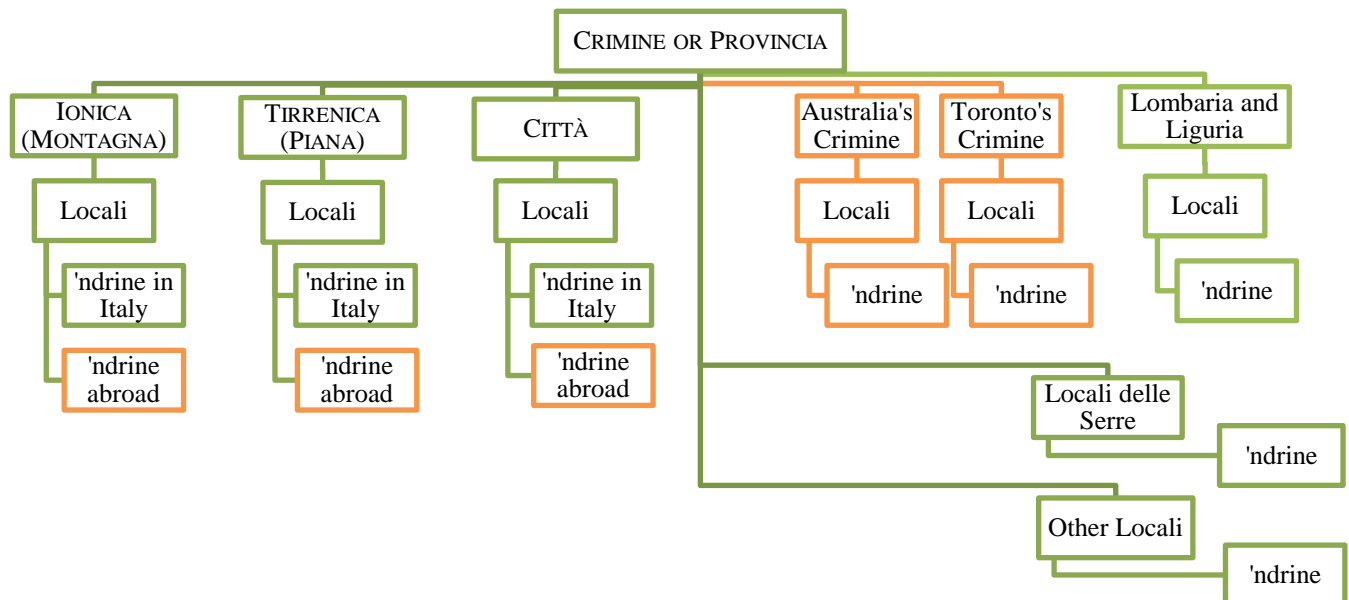 CRIMINE OR PROVINCIA
IONICA
(MONTAGNA)
TIRRENICA
(PIANA)
CITTÀ
Australia's
Crimine
Toronto's
Crimine
Lombaria and
Liguria
Locali
Locali
Locali
Locali
Locali
Locali
'ndrine in
Italy
'ndrine in
Italy
'ndrine in
Italy
'ndrine
'ndrine
'ndrine
'ndrine
abroad
'ndrine
abroad
'ndrine
abroad
Locali delle
Serre
'ndrine
Other Locali
'ndrine